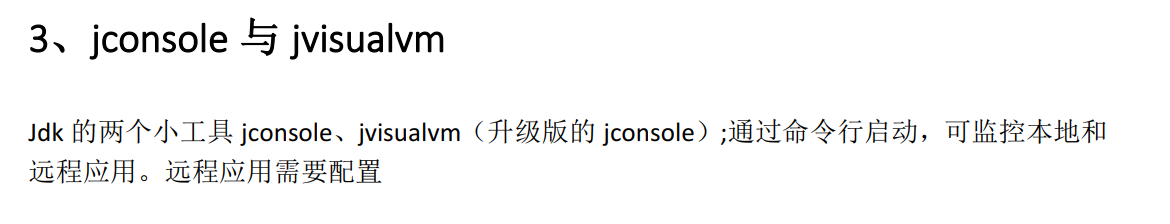 3、jconsole 与 jvisualvm
Jdk 的两个小工具 jconsole、jvisualvm（升级版的 jconsole）;通过命令行启动，可监控本地和
远程应用。远程应用需要配置